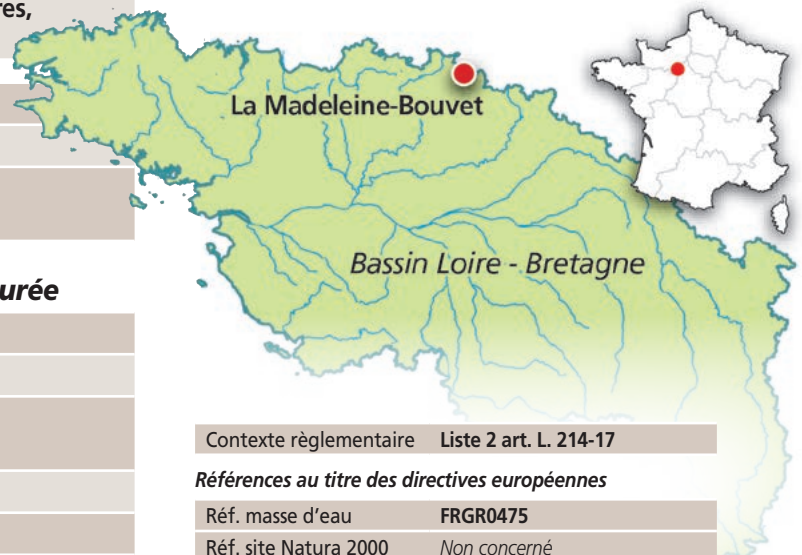 res,
La Madeleine-Bouvet
Bassin Loire - Bretagne
urée
Contexte règlementaire Liste 2 art. L. 214-17
Références au titre des directives européennes
Réf. masse d'eau FRGR0475
Réf. site Natura 2000 Non concerné